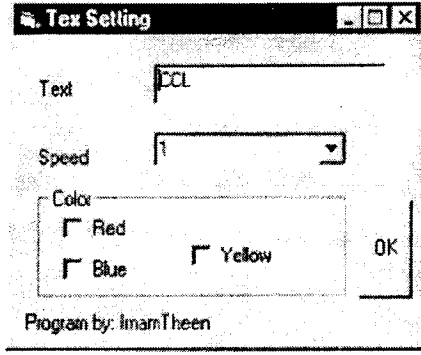 Tex Setting
Text
CCL
Speed
1
Color
Red
Blue
Yellow
OK
Program by: ImamTheen